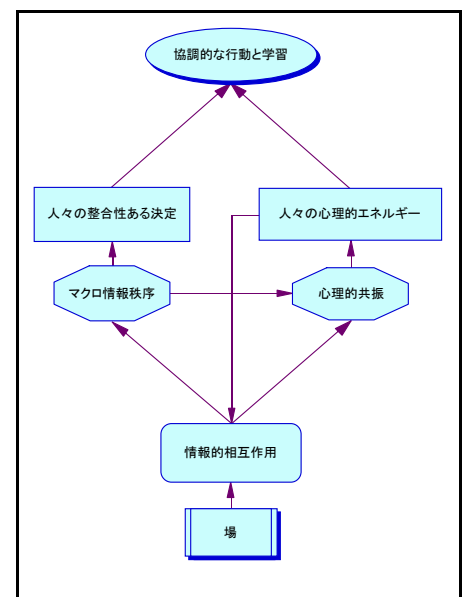 協調的な行動と学習
人々の整合性ある決定
人々の心理的エネルギー
マクロ情報秩序
心理的共振
情報的相互作用
場